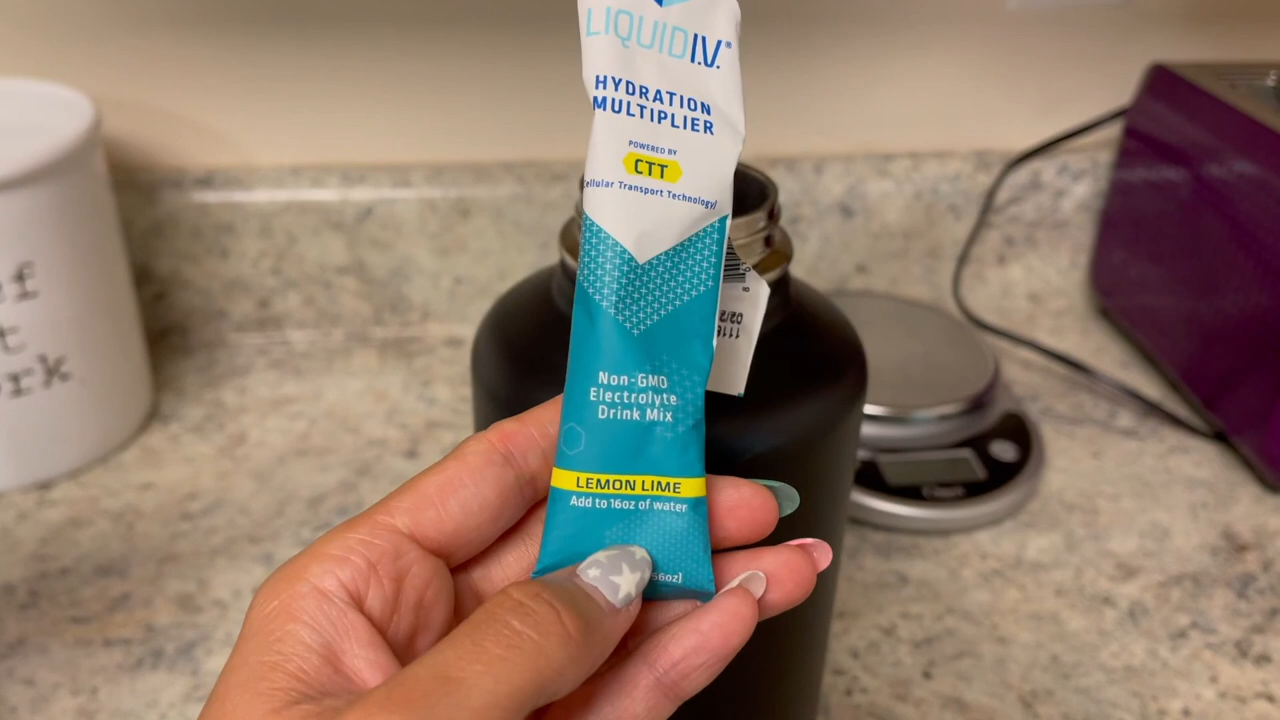 LIQUID I.V.®
HYDRATION
MULTIPLIER
POWERED BY
CTT
Cellular Transport Technology)
Non-GMO
Electrolyte
Drink Mix
LEMON LIME
Add to 16oz of water
56oz)